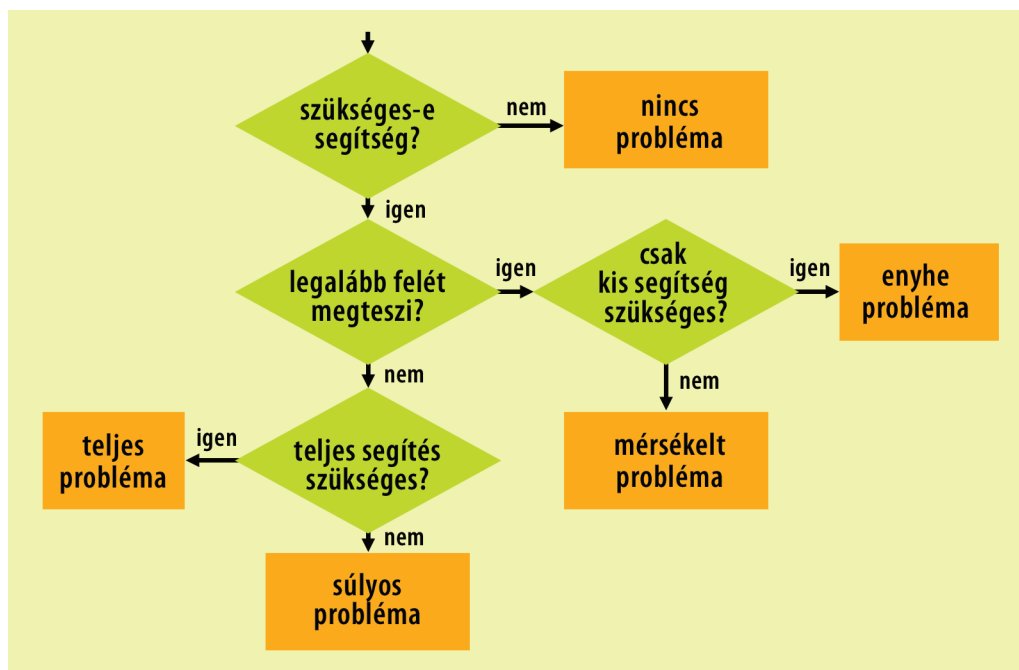 szükséges-e
segítség?
nem
nincs
probléma
igen
legalább felét
megteszi?
igen
csak
kis segítség
szükséges?
igen
enyhe
probléma
nem
nem
teljes
probléma
igen
teljes segítés
szükséges?
mérsékelt
probléma
nem
súlyos
probléma